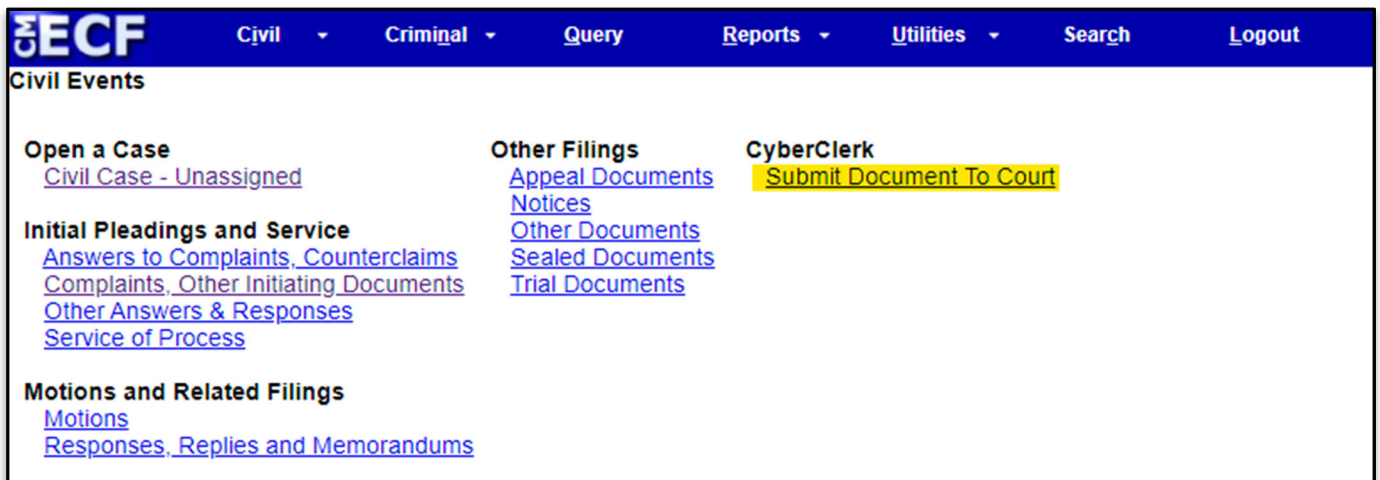 CM ECF Civil Criminal Query Reports Utilities Search Logout
Civil Events
Open a Case
Civil Case - Unassigned
Initial Pleadings and Service
Answers to Complaints, Counterclaims
Complaints, Other Initiating Documents
Other Answers & Responses
Service of Process
Motions and Related Filings
Motions
Responses, Replies and Memorandums
Other Filings
Appeal Documents
Notices
Other Documents
Sealed Documents
Trial Documents
CyberClerk
Submit Document To Court